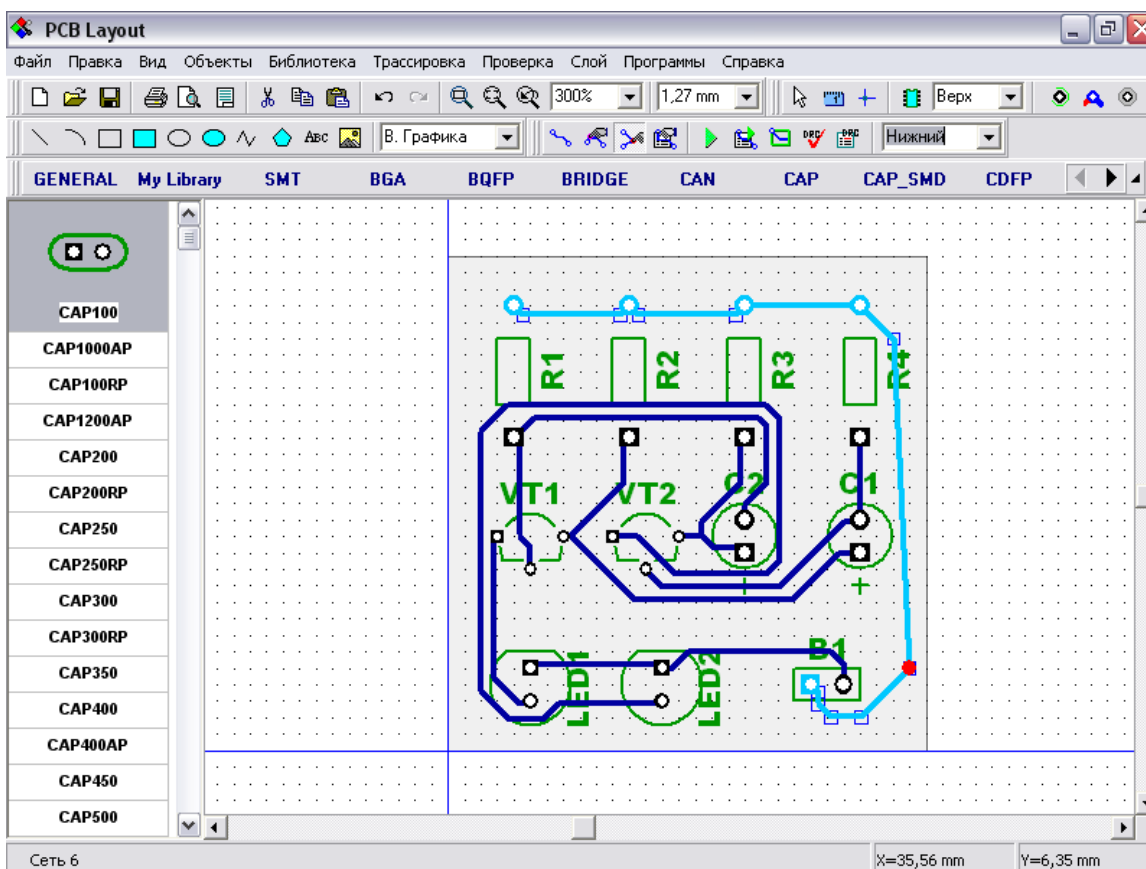 PCB Layout
Файл Правка Вид Объекты Библиотека Трассировка Проверка Слой Программы Справка
300% 1,27 mm Верх
Abc В. Графика DRC DRC Нижний
GENERAL My Library SMT BGA BQFP BRIDGE CAN CAP CAP_SMD CDFP
CAP100
CAP1000AP
CAP100RP
CAP1200AP
CAP200
CAP200RP
CAP250
CAP250RP
CAP300
CAP300RP
CAP350
CAP400
CAP400AP
CAP450
CAP500
R1 R2 R3 R4
VT1 VT2 C2 C1
+ +
LED1 LED2 B1
Сеть 6 X=35,56 mm Y=6,35 mm